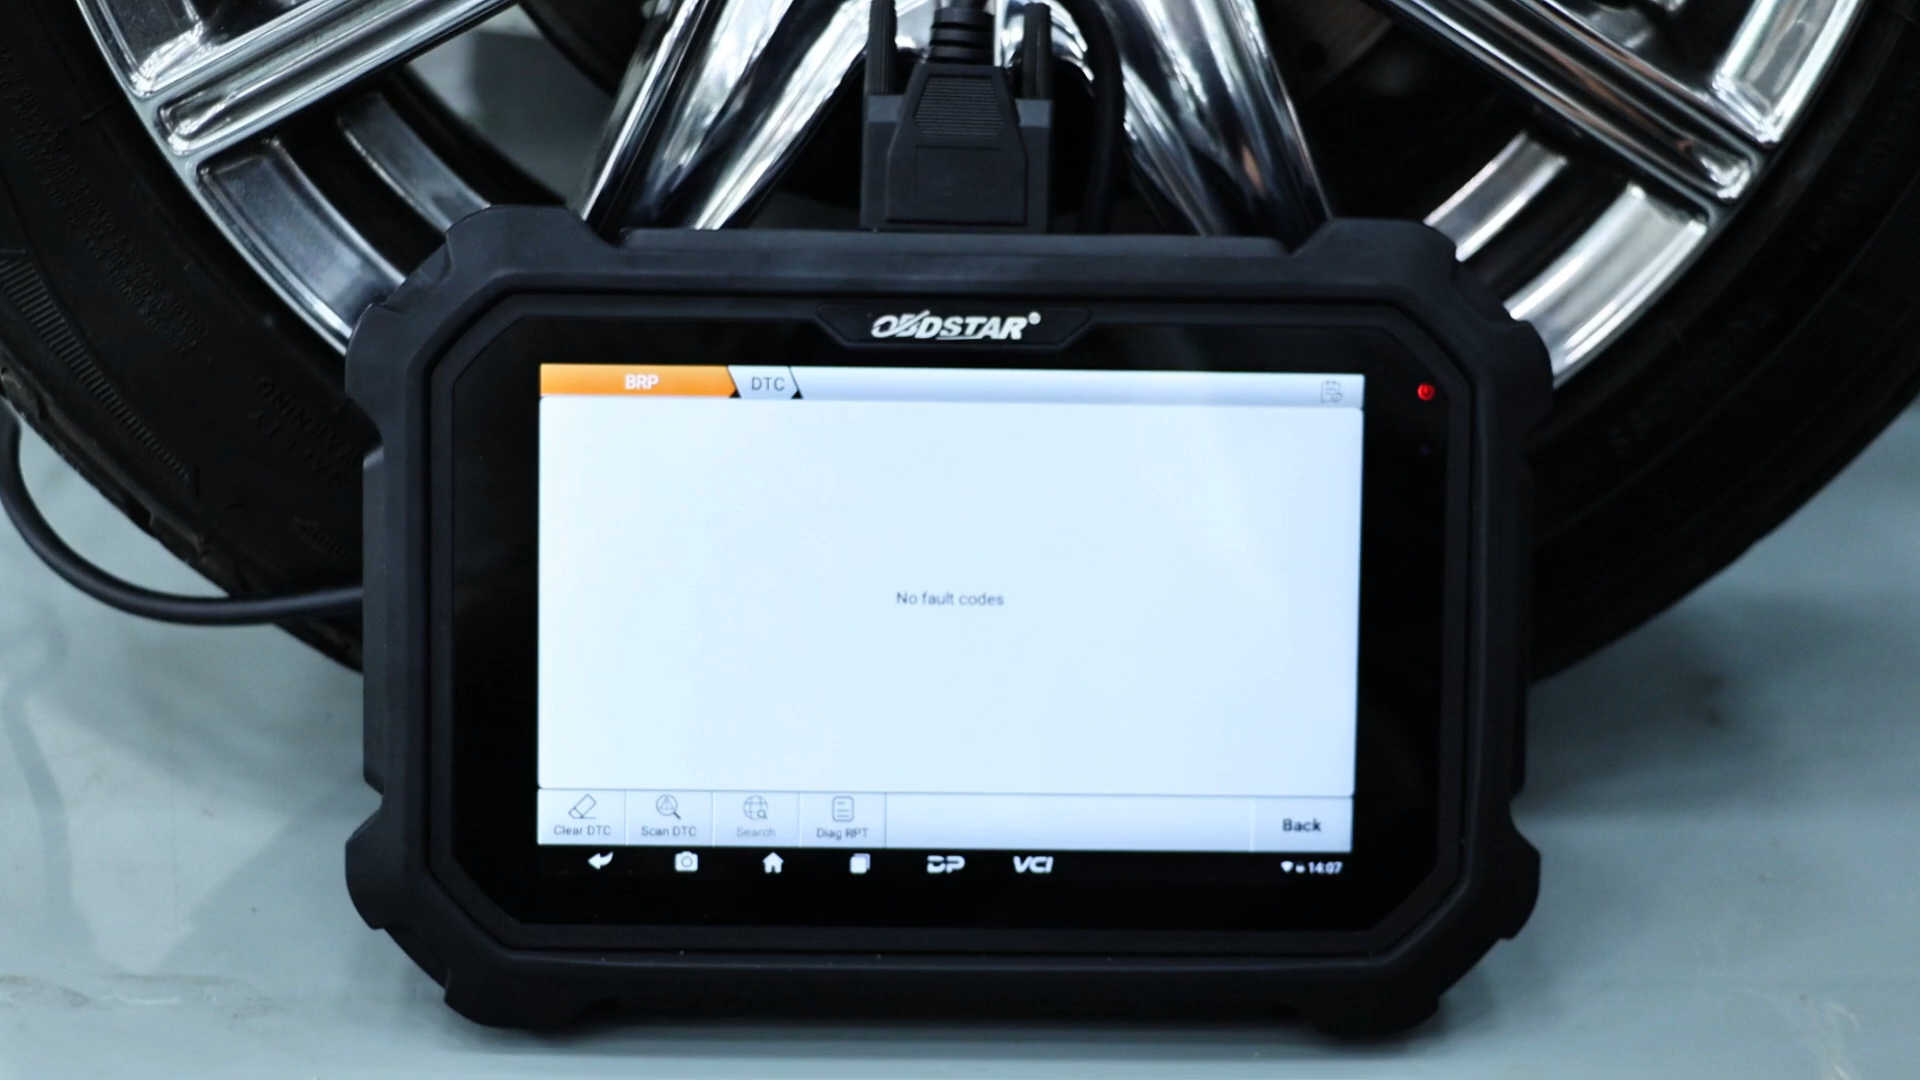 OBDSTAR®
BRP DTC
No fault codes
Clear DTC Scan DTC Search Diag RPT Back
DP VCI 14:07